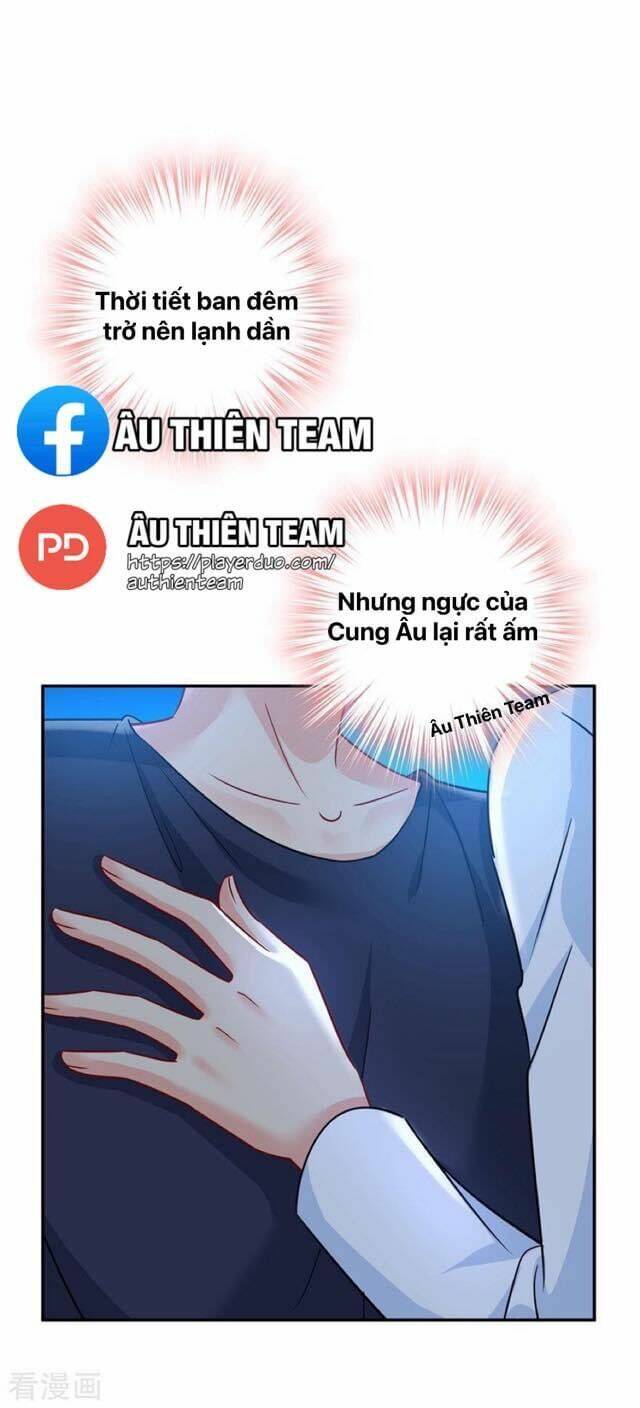 Thời tiết ban đêm
trở nên lạnh dần
f ÂU THIÊN TEAM
PD ÂU THIÊN TEAM
https://playerduo.com/
authienteam
Nhưng ngực của
Cung Âu lại rất ấm
Âu Thiên Team
看漫画